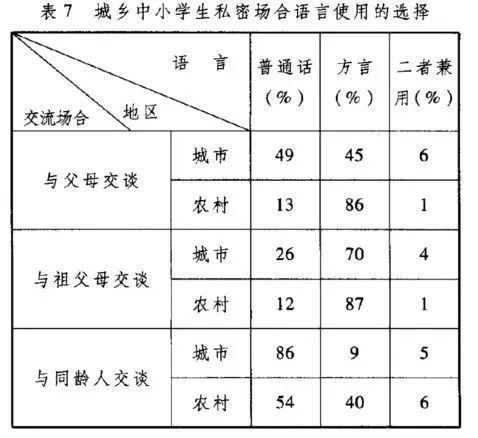 表7 城乡中小学生私密场合语言使用的选择
语言 普通话(%) 方言(%) 二者兼用(%)
交流场合 地区
与父母交谈 城市 49 45 6
农村 13 86 1
与祖父母交谈 城市 26 70 4
农村 12 87 1
与同龄人交谈 城市 86 9 5
农村 54 40 6